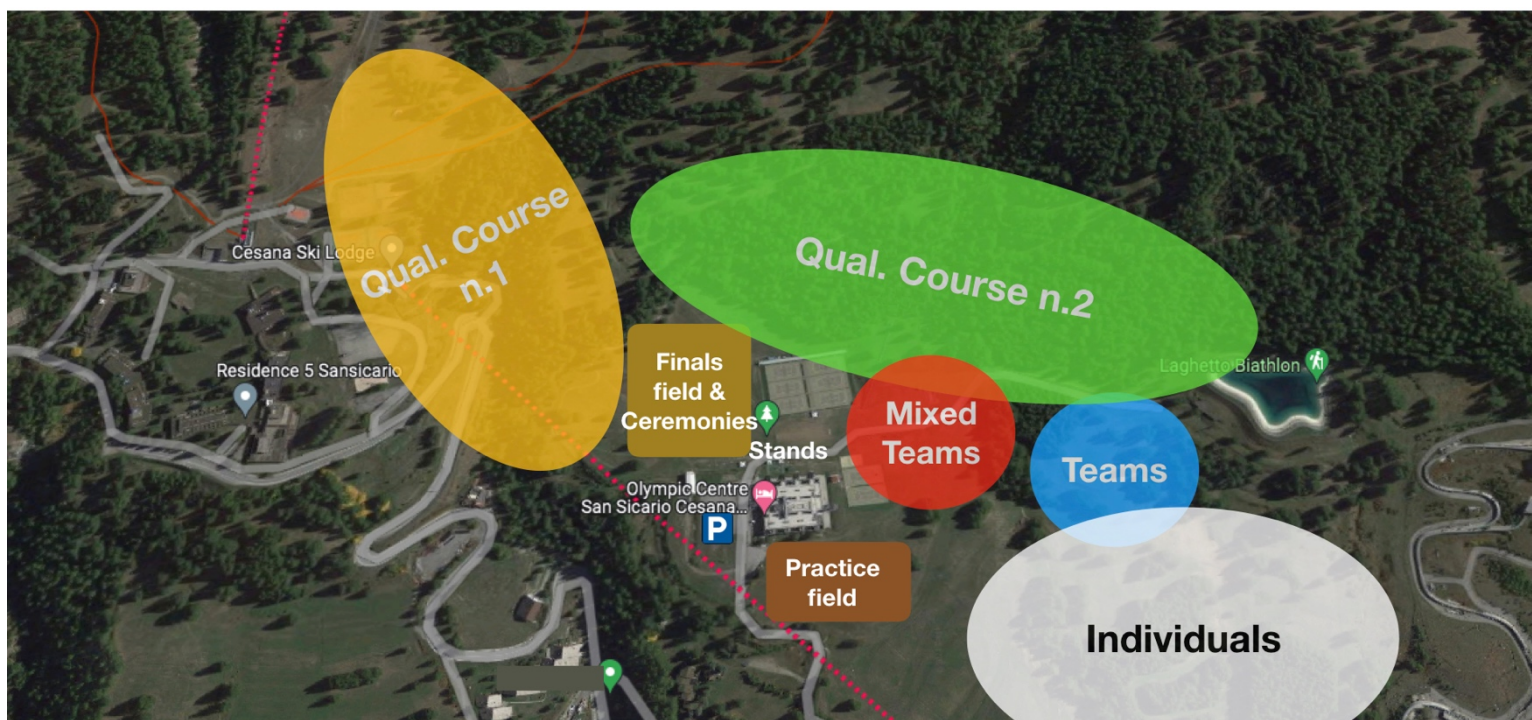 Qual. Course
n.1
Cesana Ski Lodge
Qual. Course n.2
Residence 5 Sansicario
Finals
field &
Ceremonies
Stands
Laghetto Biathlon
Mixed
Teams
Teams
Olympic Centre
San Sicario Cesana...
P
Practice
field
Individuals